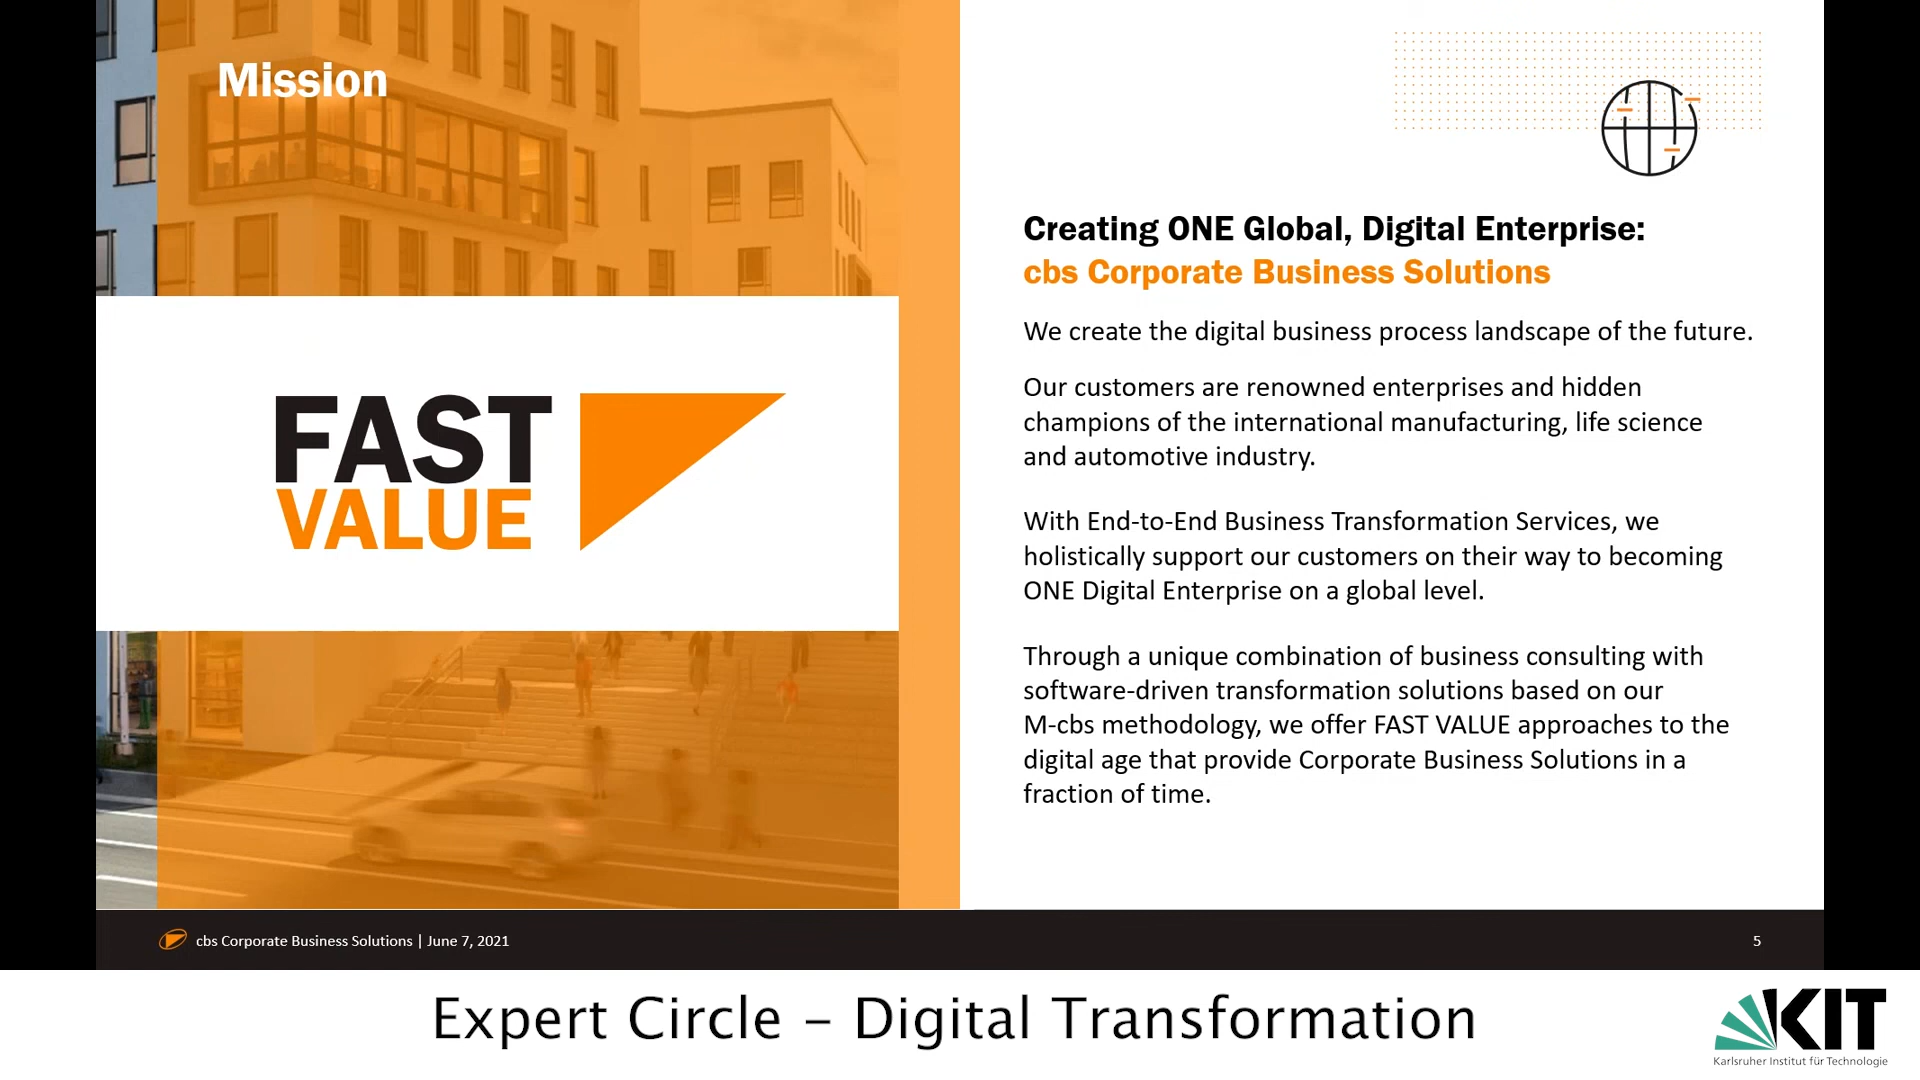 Mission
FAST
VALUE
Creating ONE Global, Digital Enterprise:
cbs Corporate Business Solutions
We create the digital business process landscape of the future.
Our customers are renowned enterprises and hidden
champions of the international manufacturing, life science
and automotive industry.
With End-to-End Business Transformation Services, we
holistically support our customers on their way to becoming
ONE Digital Enterprise on a global level.
Through a unique combination of business consulting with
software-driven transformation solutions based on our
M-cbs methodology, we offer FAST VALUE approaches to the
digital age that provide Corporate Business Solutions in a
fraction of time.
cbs Corporate Business Solutions | June 7, 2021
5
Expert Circle – Digital Transformation
KIT
Karlsruher Institut für Technologie